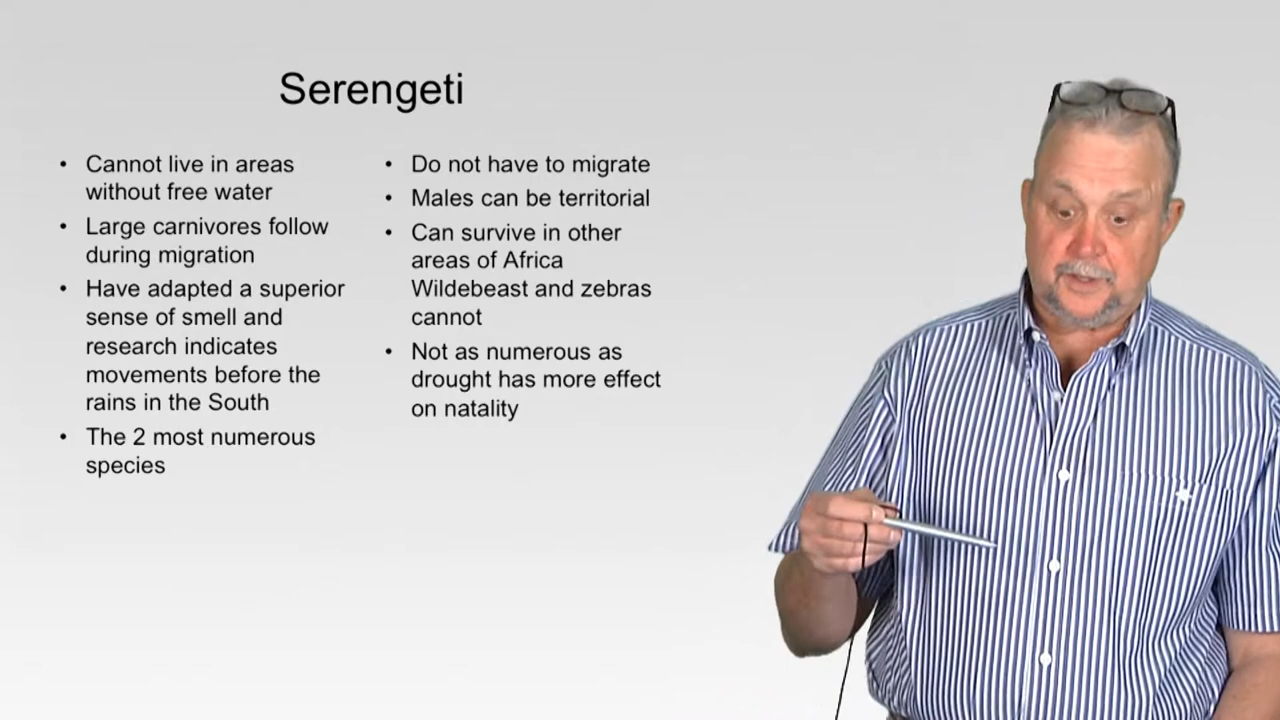 Serengeti
• Cannot live in areas
without free water
• Large carnivores follow
during migration
• Have adapted a superior
sense of smell and
research indicates
movements before the
rains in the South
• The 2 most numerous
species
• Do not have to migrate
• Males can be territorial
• Can survive in other
areas of Africa
Wildebeast and zebras
cannot
• Not as numerous as
drought has more effect
on natality